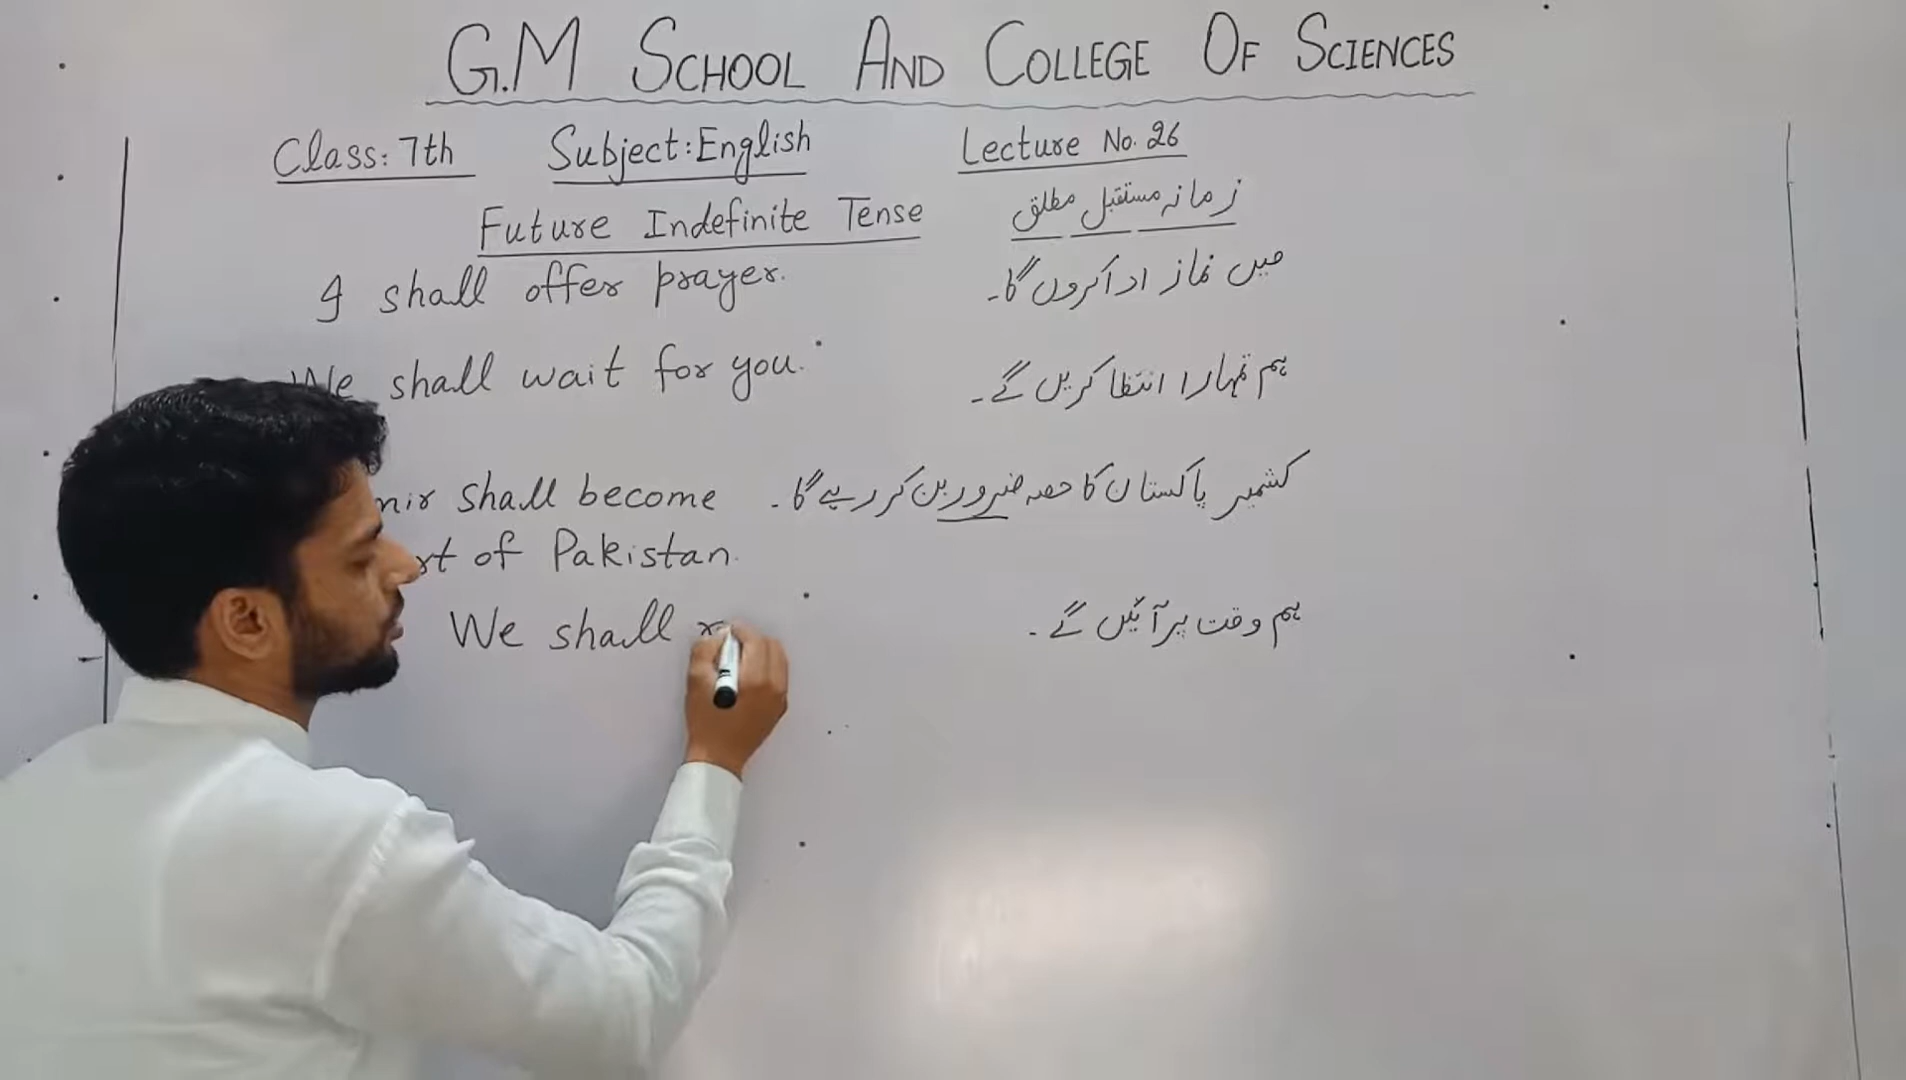 G.M SCHOOL AND COLLEGE OF SCIENCES
Class: 7th Subject: English Lecture No. 26
Future Indefinite Tense زمانہ مستقبل مطلق
I shall offer prayer. میں نماز ادا کروں گا۔
We shall wait for you. ہم تمہارا انتظا کریں گے۔
shall become کشمیر پاکستان کا حصہ ضرور بن کر رہے گا۔
of Pakistan.
We shall ہم وقت پر آئیں گے۔